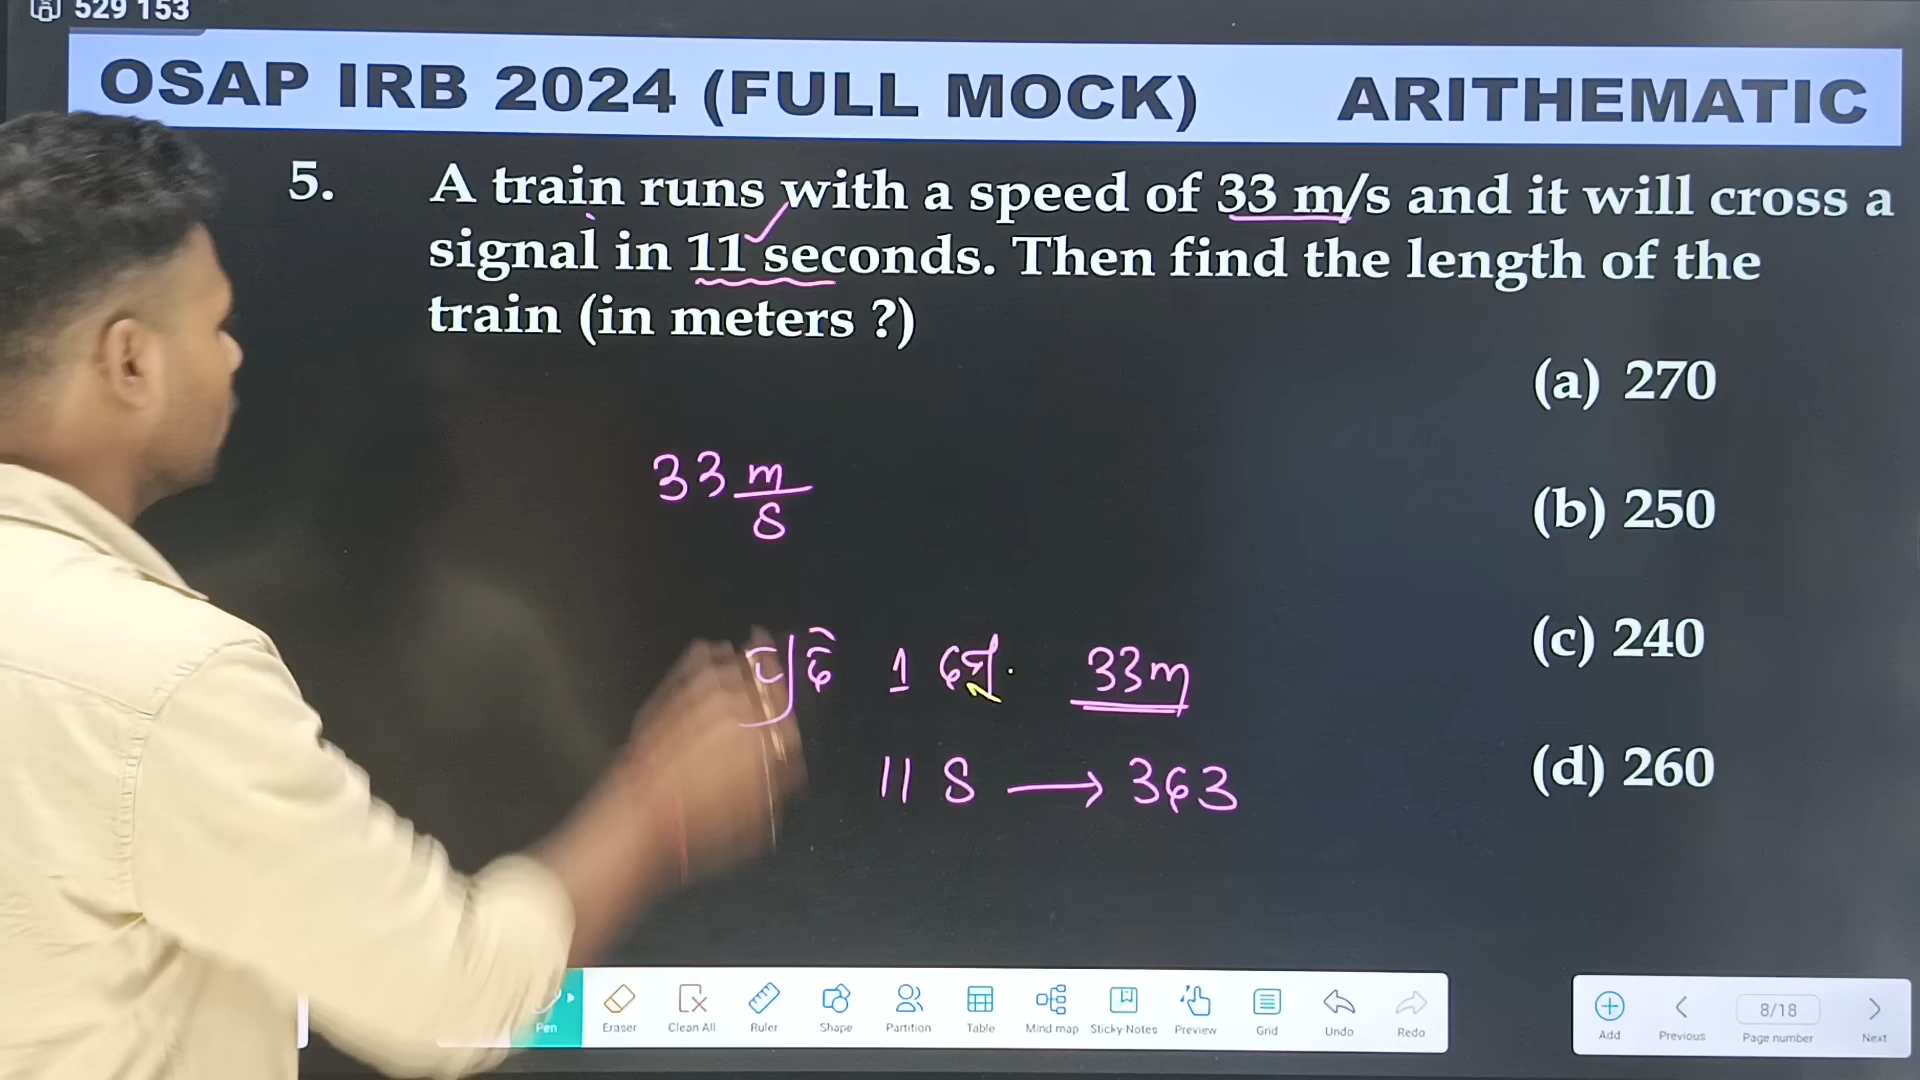 529 153
OSAP IRB 2024 (FULL MOCK) ARITHEMATIC
5. A train runs with a speed of 33 m/s and it will cross a
signal in 11 seconds. Then find the length of the
train (in meters ?)
(a) 270
(b) 250
(c) 240
(d) 260
33 m/s
1 33m
11 s → 363
Pen Eraser Clean All Ruler Shape Partition Table Mind map Sticky Notes Preview Grid Undo Redo
8/18
Add Previous Page number Next